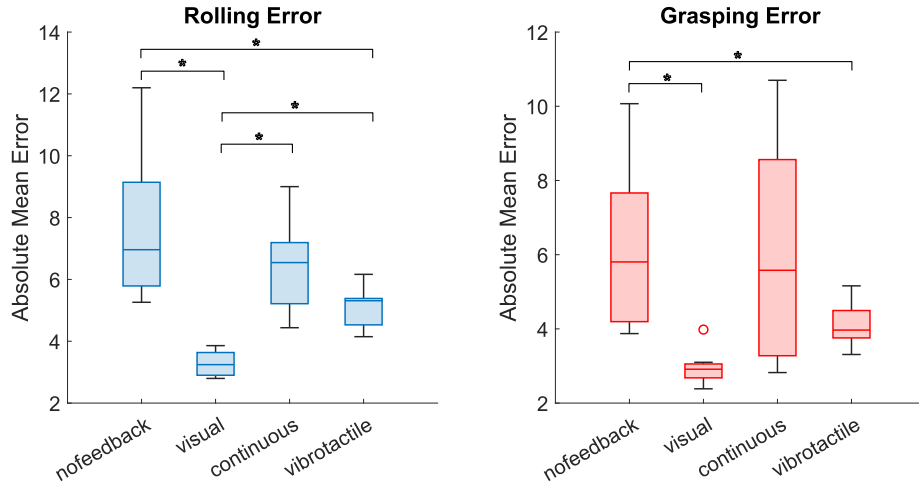 Rolling Error
Absolute Mean Error
14
12
10
8
6
4
2
*
*
*
*
nofeedback
visual
continuous
vibrotactile
Grasping Error
Absolute Mean Error
12
10
8
6
4
2
*
*
nofeedback
visual
continuous
vibrotactile